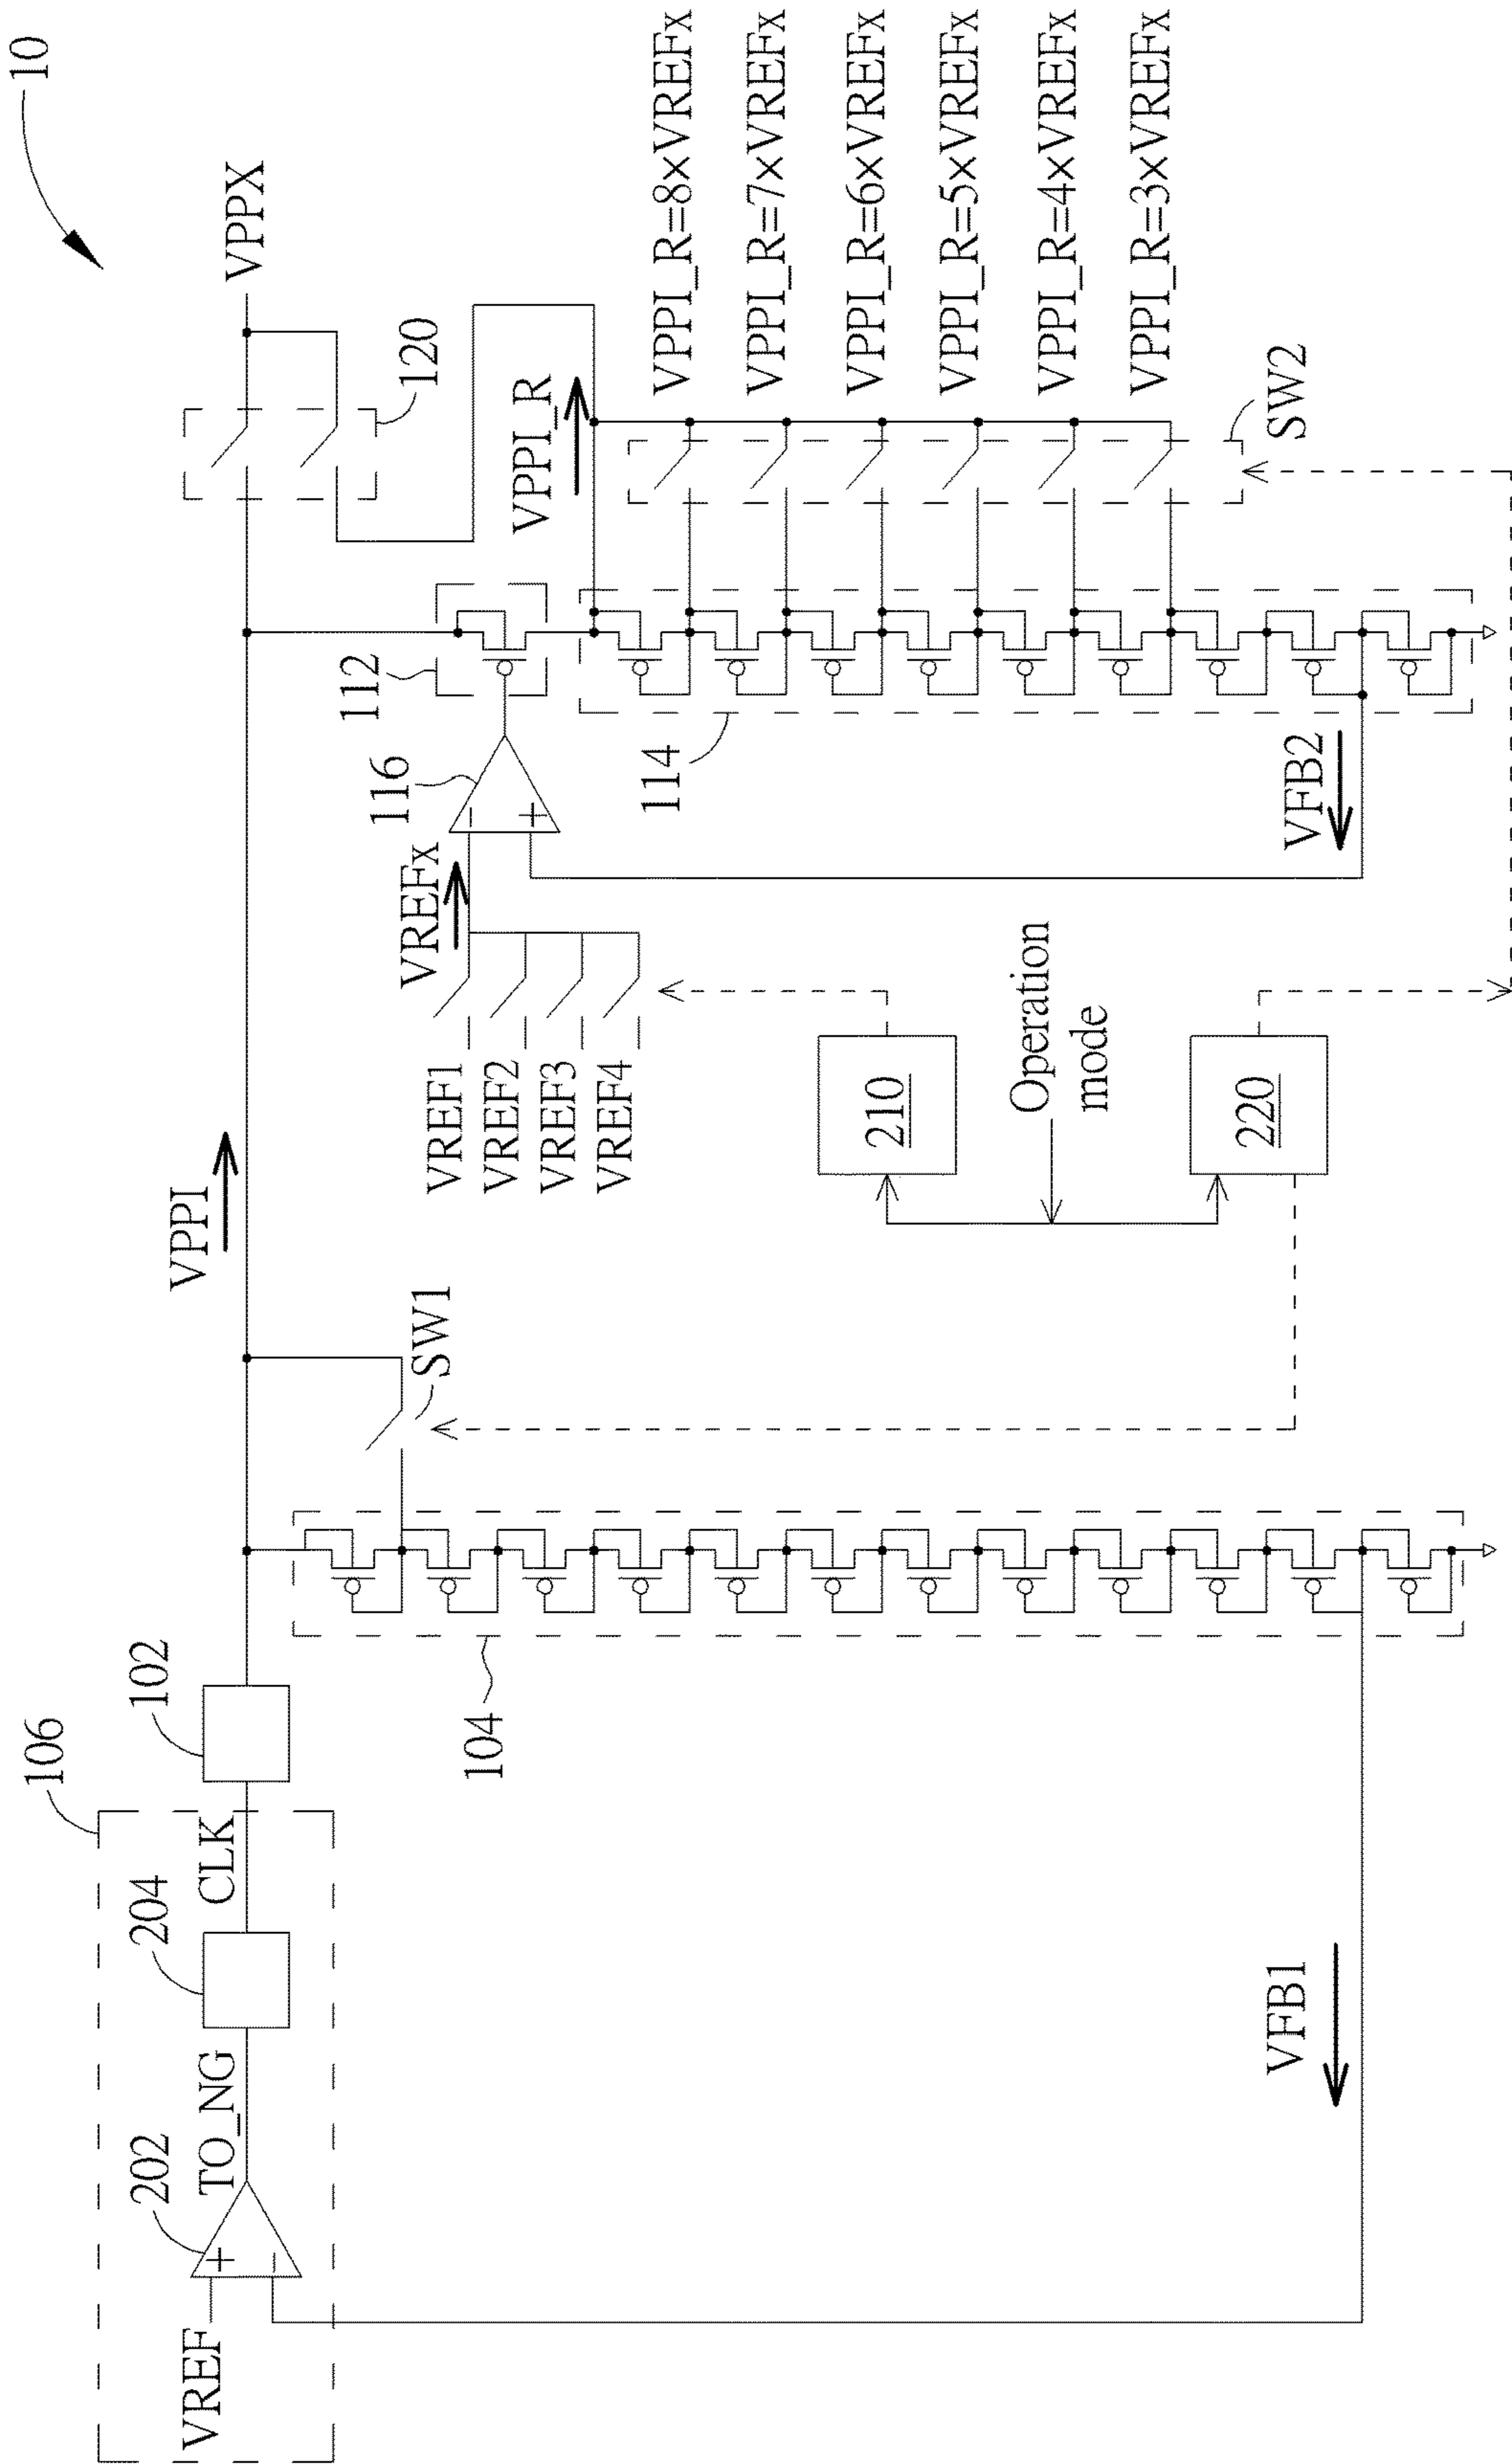 10
106
VREF
202
TO_NG
204
CLK
102
VPPI
VPPX
120
104
SW1
VFB1
VREF1
VREF2
VREF3
VREF4
VREFx
116
112
114
VPPI_R
VPPI_R=8×VREFx
VPPI_R=7×VREFx
VPPI_R=6×VREFx
VPPI_R=5×VREFx
VPPI_R=4×VREFx
VPPI_R=3×VREFx
SW2
210
Operation
mode
220
VFB2